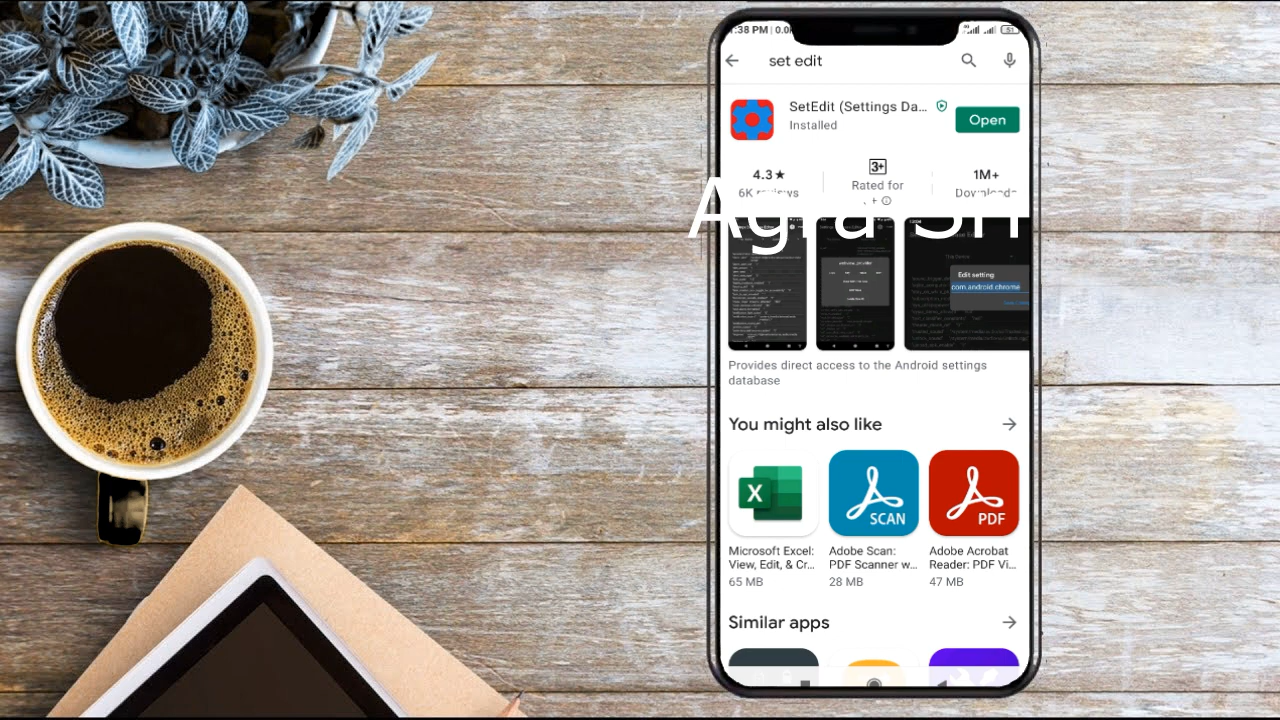 :38 PM | 0.0
51
set edit
SetEdit (Settings Da...
Installed
Open
4.3★
6K reviews
3+
Rated for
1M+
Downloads
Agra Sh
Edit setting
com.android.chrome
Provides direct access to the Android settings
database
You might also like
X
SCAN
PDF
Microsoft Excel:
View, Edit, & Cr...
65 MB
Adobe Scan:
PDF Scanner w...
28 MB
Adobe Acrobat
Reader: PDF Vi...
47 MB
Similar apps